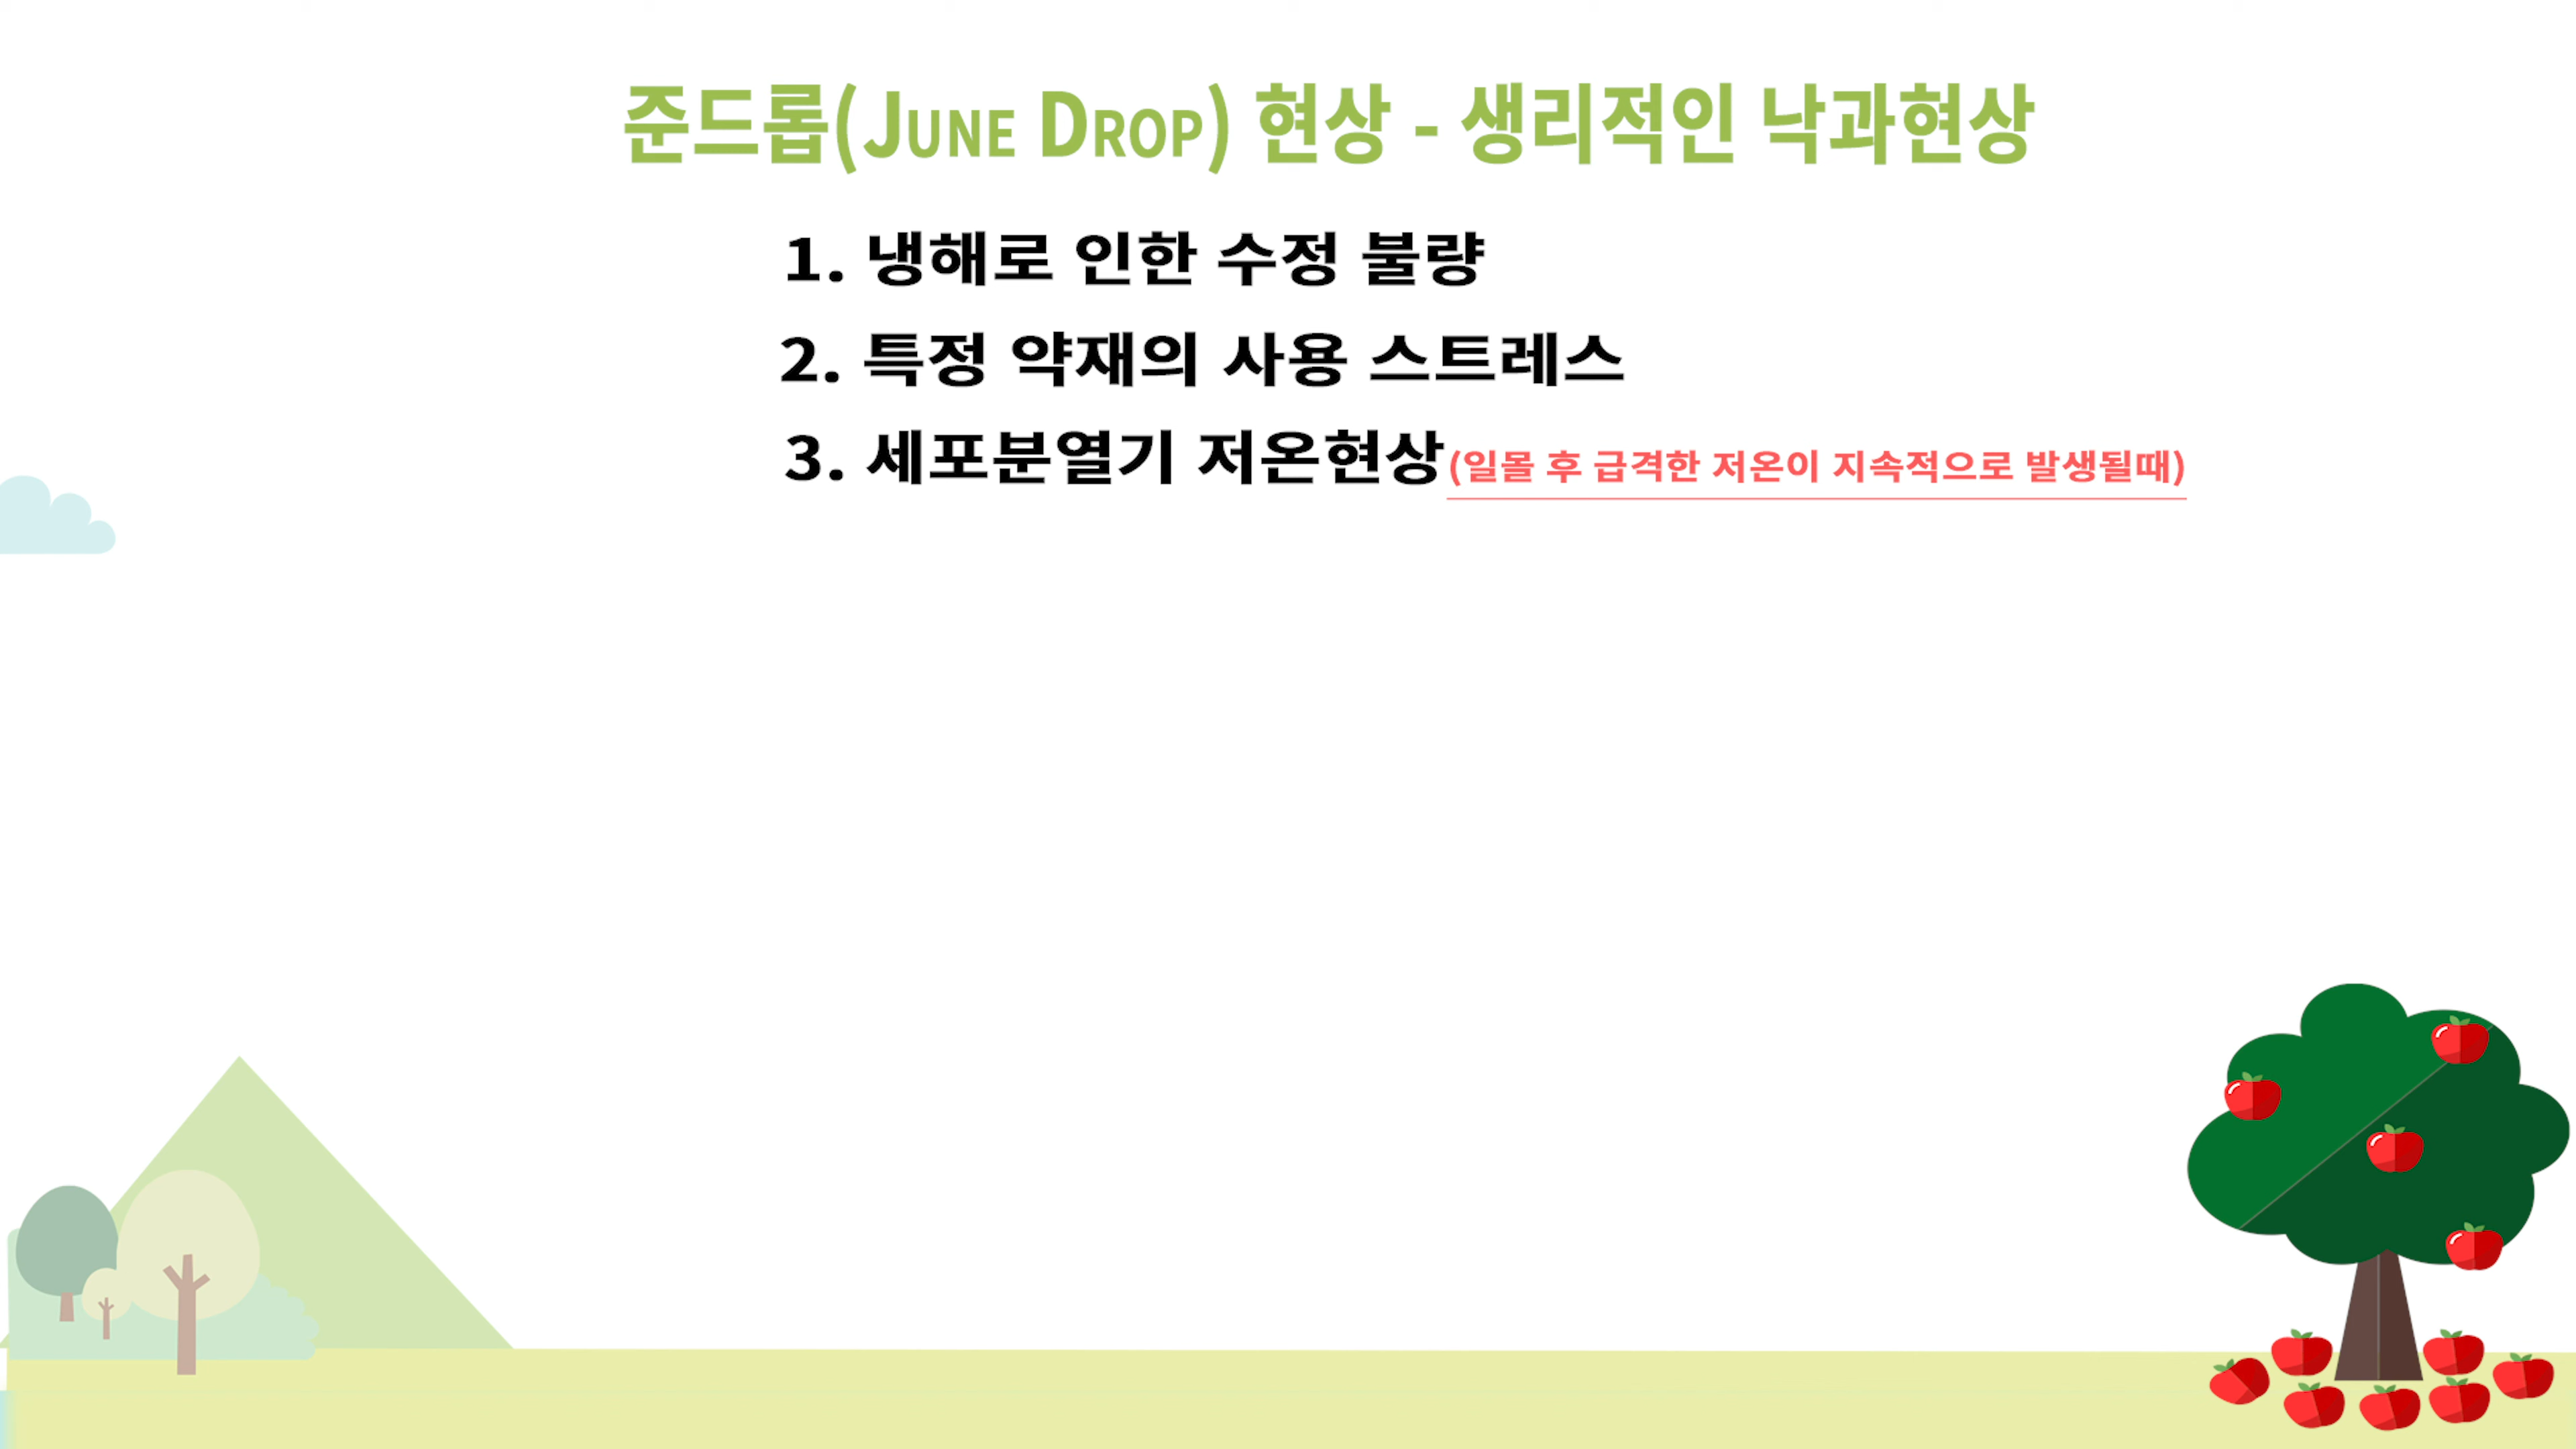 준드롭(JUNE DROP) 현상 - 생리적인 낙과현상
1. 냉해로 인한 수정 불량
2. 특정 약재의 사용 스트레스
3. 세포분열기 저온현상(일몰 후 급격한 저온이 지속적으로 발생될때)